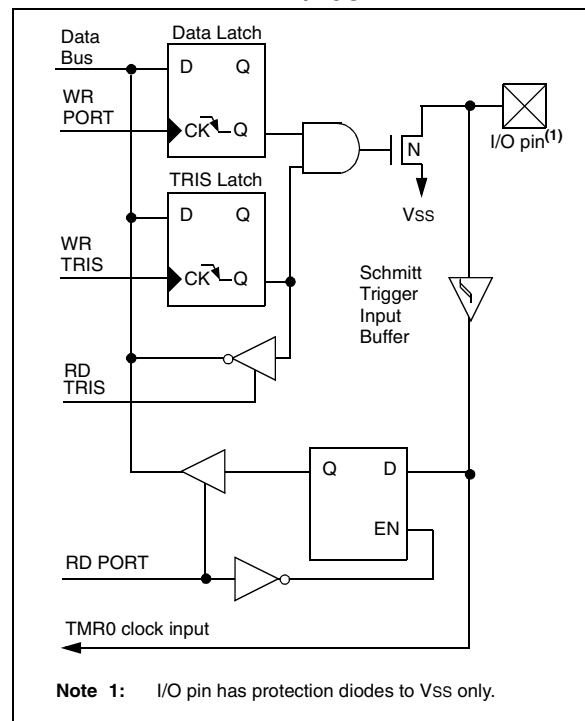 Data Bus
Data Latch
D Q
WR PORT
CK Q
N
I/O pin(1)
VSS
TRIS Latch
D Q
WR TRIS
CK Q
Schmitt
Trigger
Input
Buffer
RD TRIS
Q D
EN
RD PORT
TMR0 clock input
Note 1: I/O pin has protection diodes to VSS only.